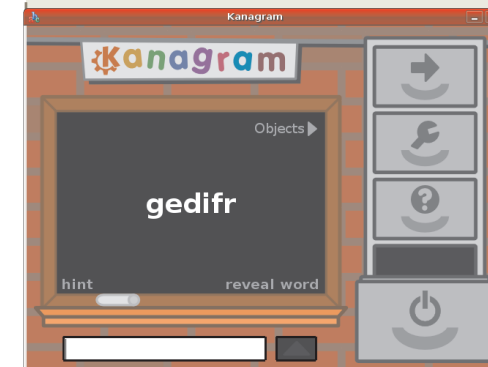 Kanagram
Kanagram
Objects
gedifr
hint reveal word